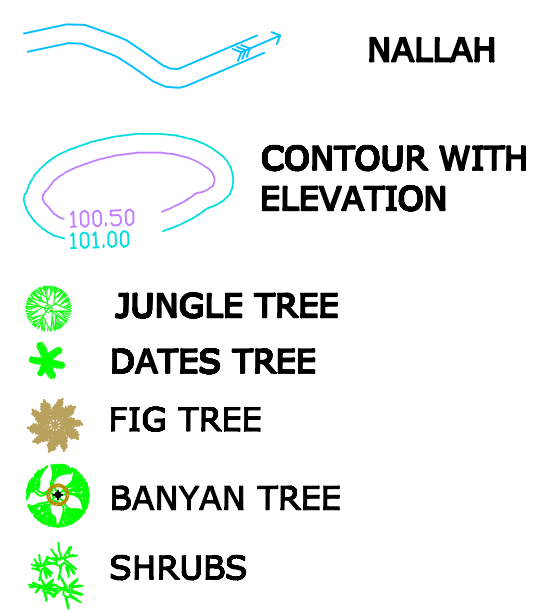 NALLAH
CONTOUR WITH
ELEVATION
100.50
101.00
JUNGLE TREE
DATES TREE
FIG TREE
BANYAN TREE
SHRUBS